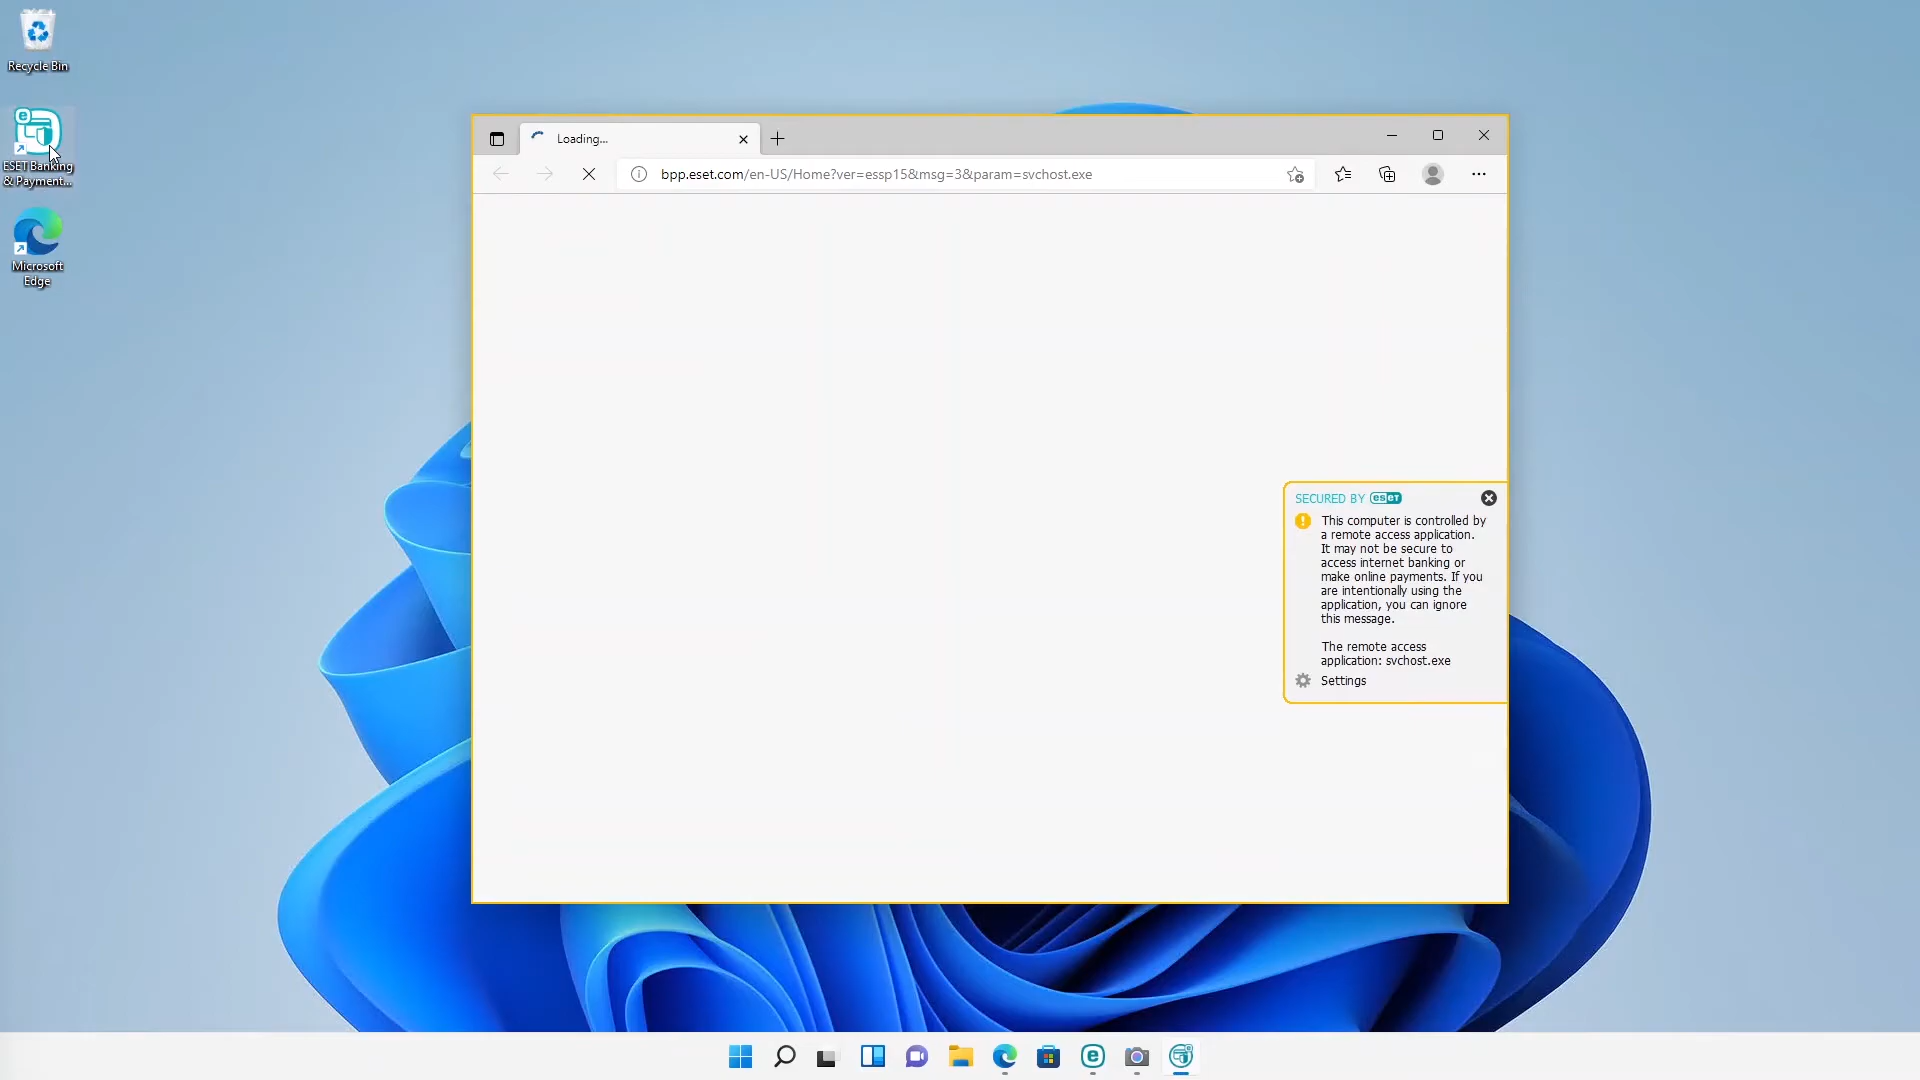 Recycle Bin
ESET Banking
& Payment...
Microsoft
Edge
Loading...
bpp.eset.com/en-US/Home?ver=essp15&msg=3&param=svchost.exe
SECURED BY eseT
This computer is controlled by
a remote access application.
It may not be secure to
access internet banking or
make online payments. If you
are intentionally using the
application, you can ignore
this message.
The remote access
application: svchost.exe
Settings